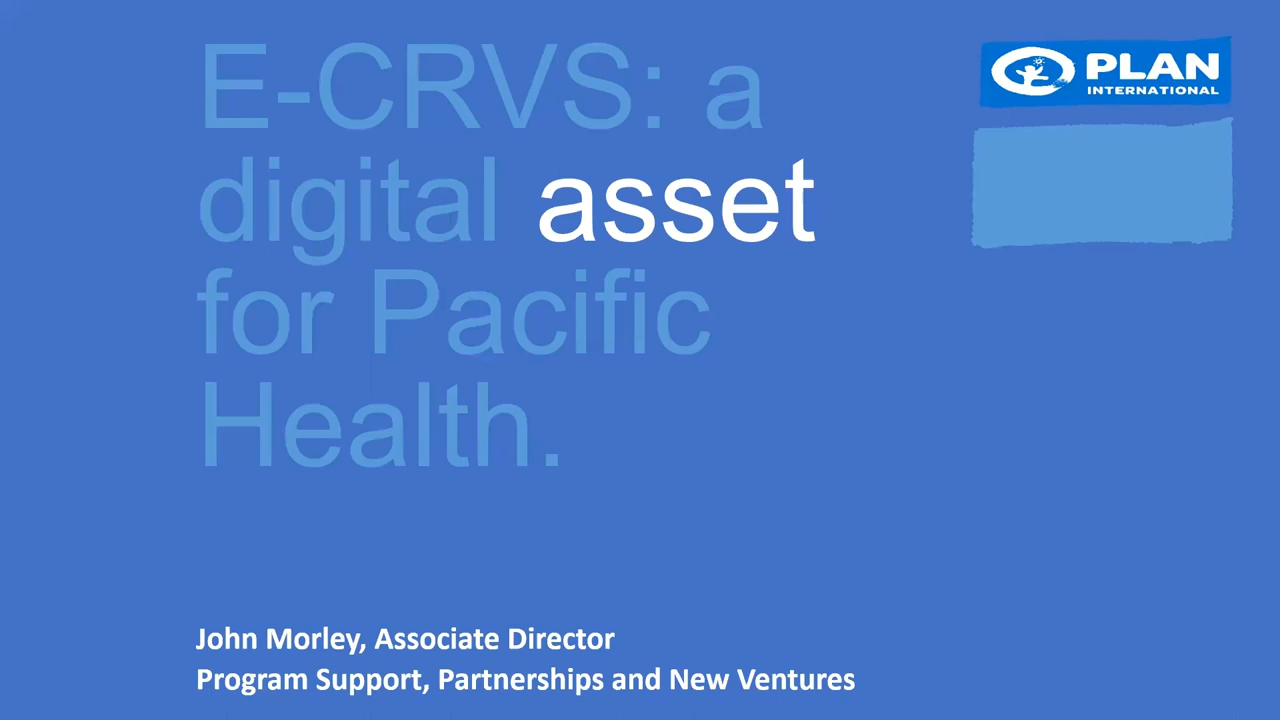 E-CRVS: a
digital asset
for Pacific
Health.
PLAN
INTERNATIONAL
John Morley, Associate Director
Program Support, Partnerships and New Ventures